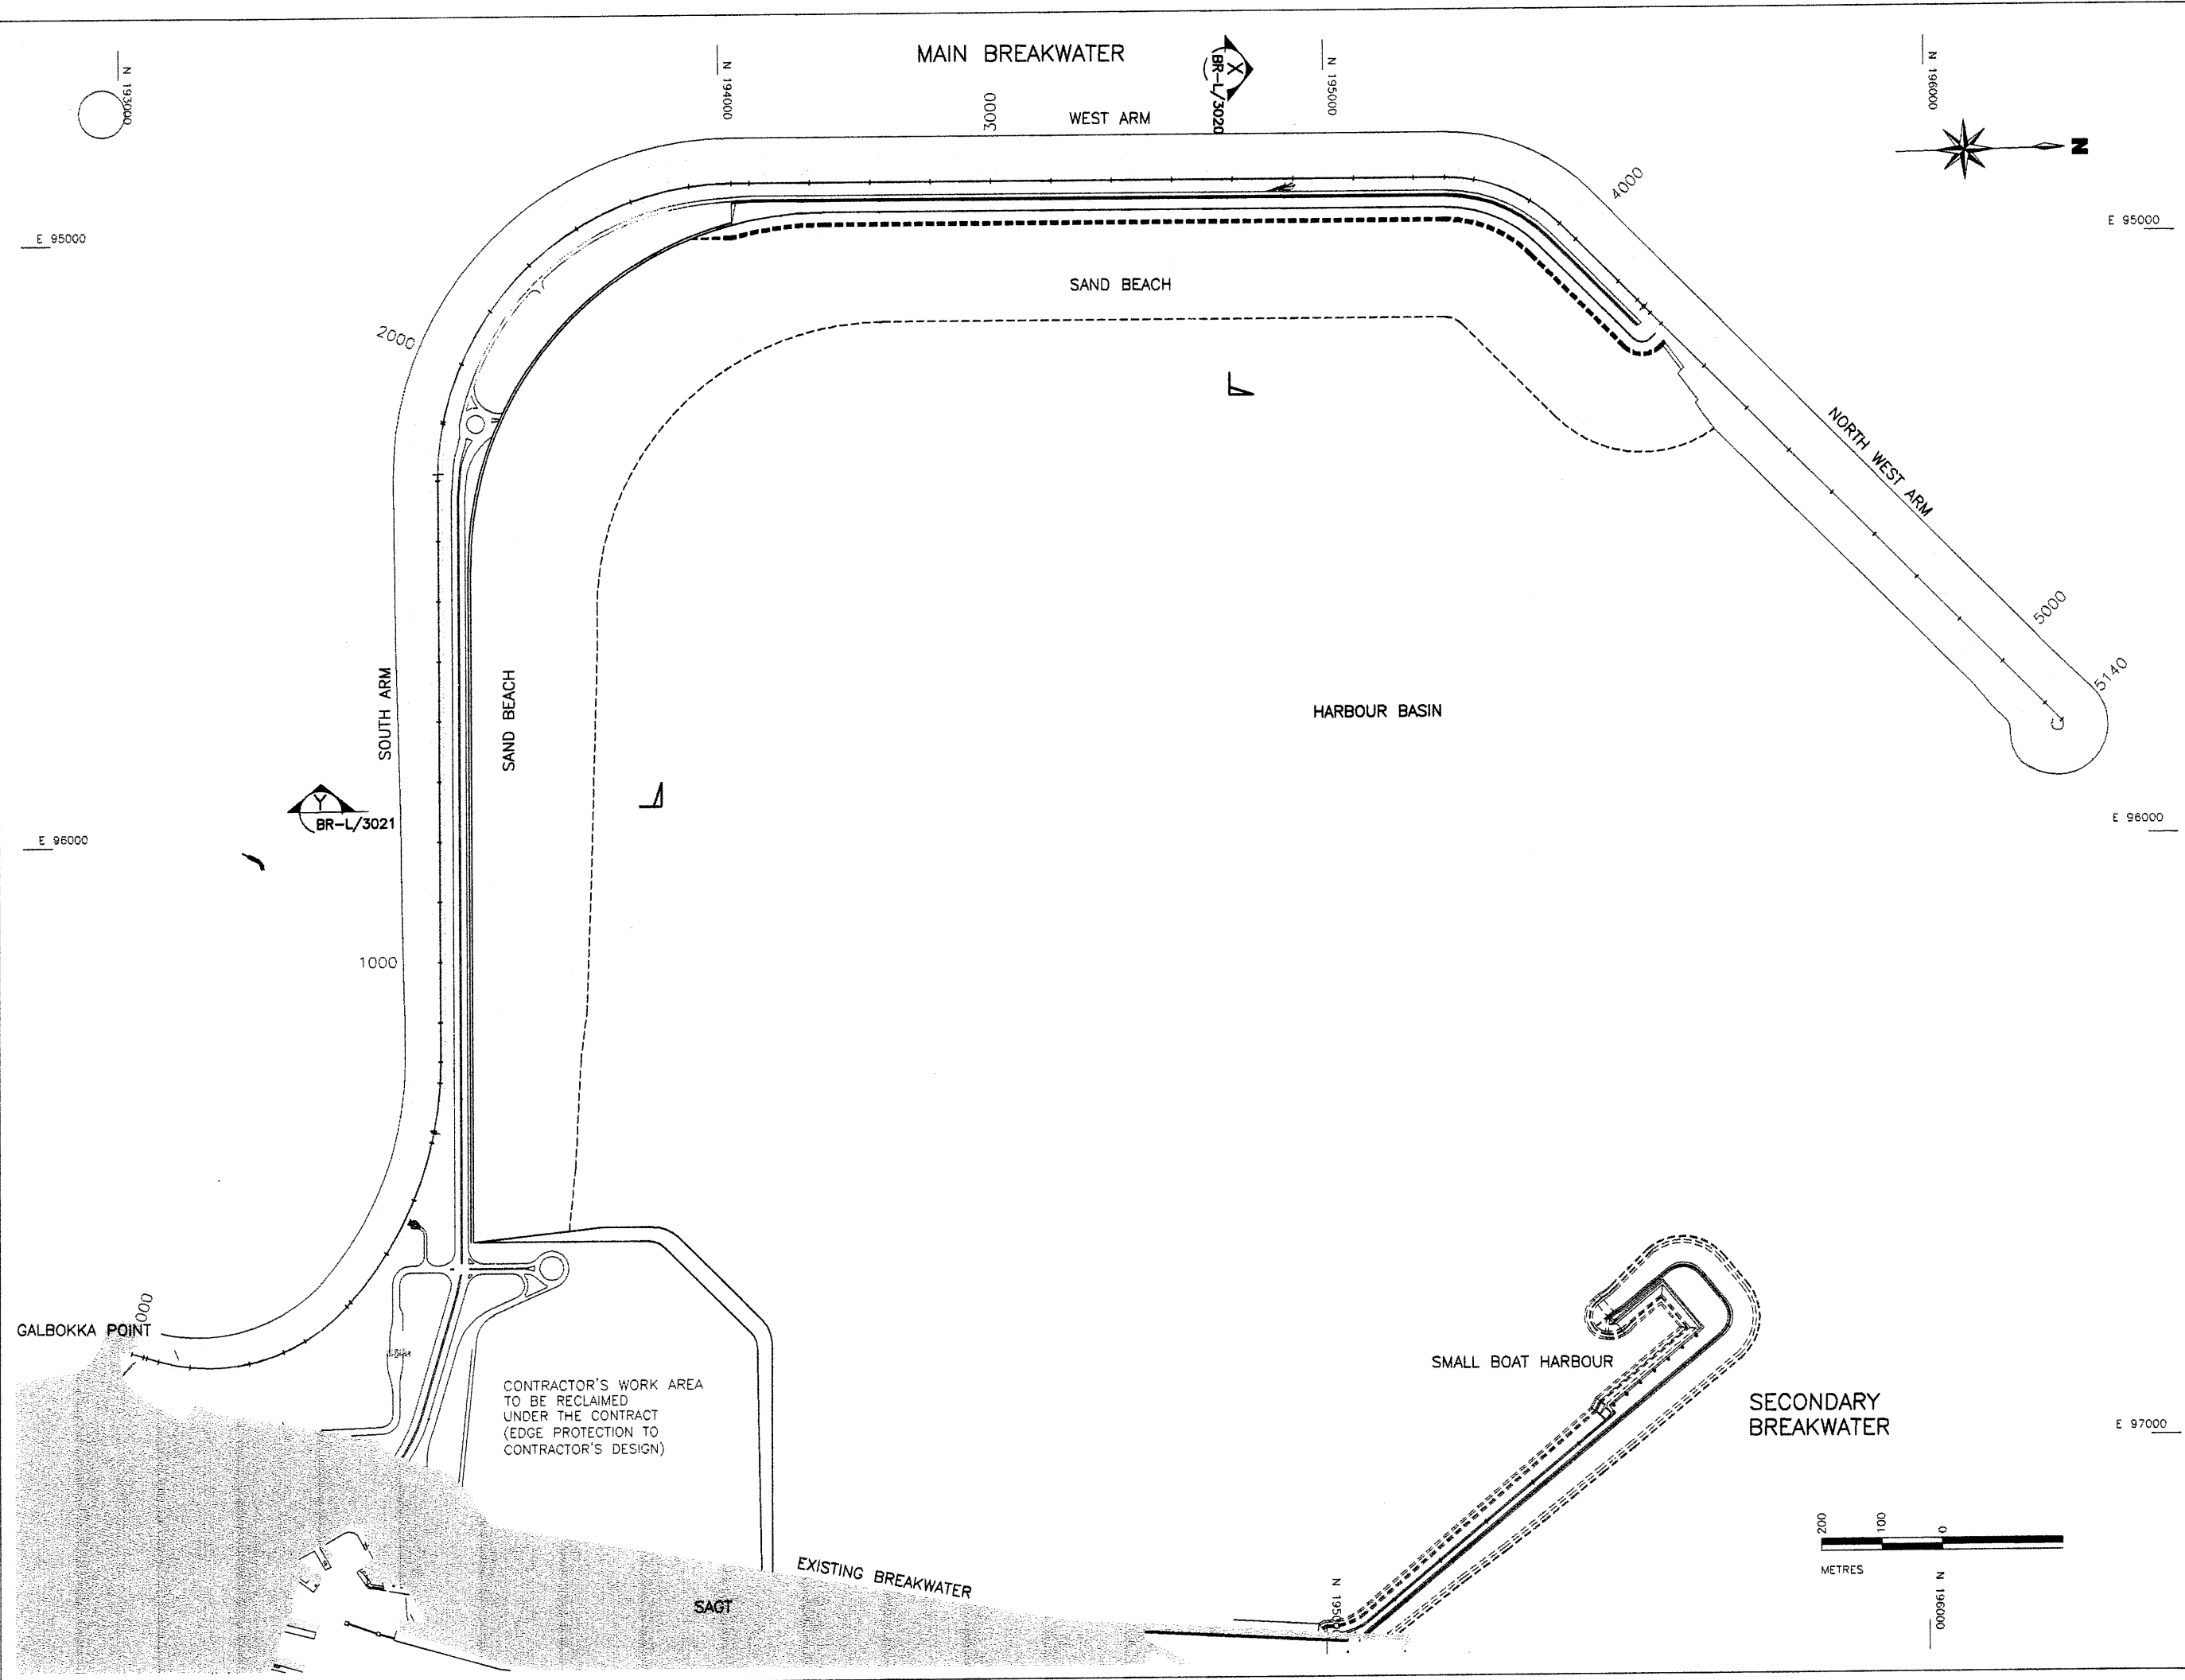 MAIN BREAKWATER
N 193000
N 194000
X
BR-L/3020
N 195000
N 196000
3000
WEST ARM
N
4000
E 95000
E 95000
SAND BEACH
2000
NORTH WEST ARM
5000
5140
SOUTH ARM
SAND BEACH
HARBOUR BASIN
Y
BR-L/3021
E 96000
E 96000
1000
000
GALBOKKA POINT
SMALL BOAT HARBOUR
CONTRACTOR'S WORK AREA
TO BE RECLAIMED
UNDER THE CONTRACT
(EDGE PROTECTION TO
CONTRACTOR'S DESIGN)
SECONDARY
BREAKWATER
E 97000
200
100
0
METRES
EXISTING BREAKWATER
SAGT
N 196000